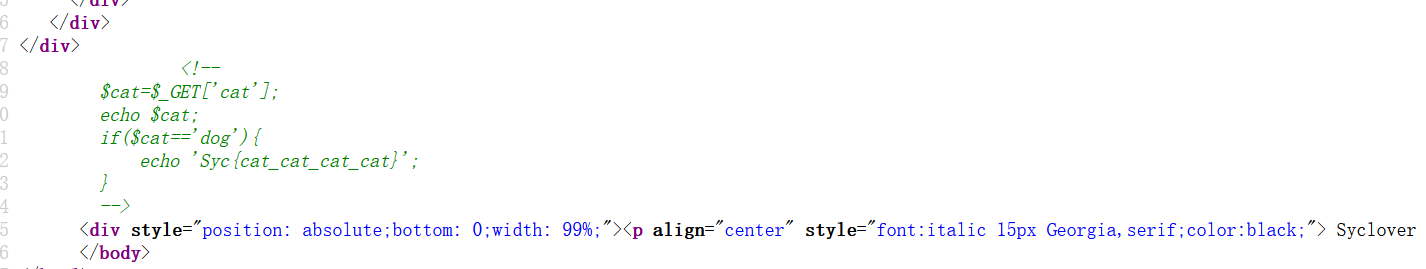 </div>
6 </div>
7 </div>
8 <!--
9 $cat=$_GET['cat'];
0 echo $cat;
1 if($cat=='dog'){
2 echo 'Syc{cat_cat_cat_cat}';
3 }
4 -->
5 <div style="position: absolute;bottom: 0;width: 99%;"><p align="center" style="font:italic 15px Georgia,serif;color:black;"> Syclover
6 </body>